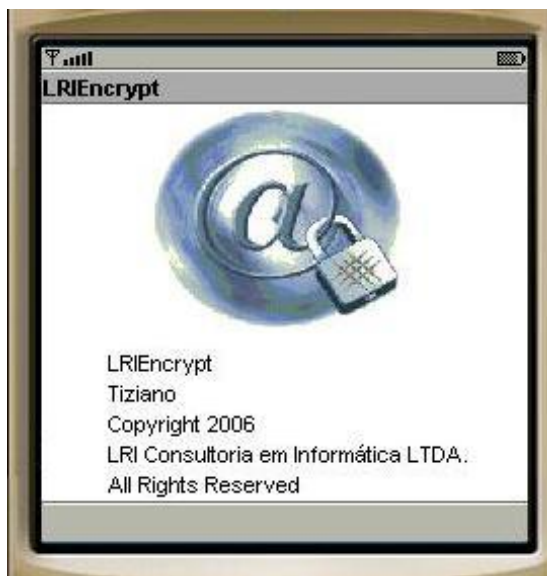 LRIEncrypt
@
LRIEncrypt
Tiziano
Copyright 2006
LRI Consultoria em Informática LTDA.
All Rights Reserved